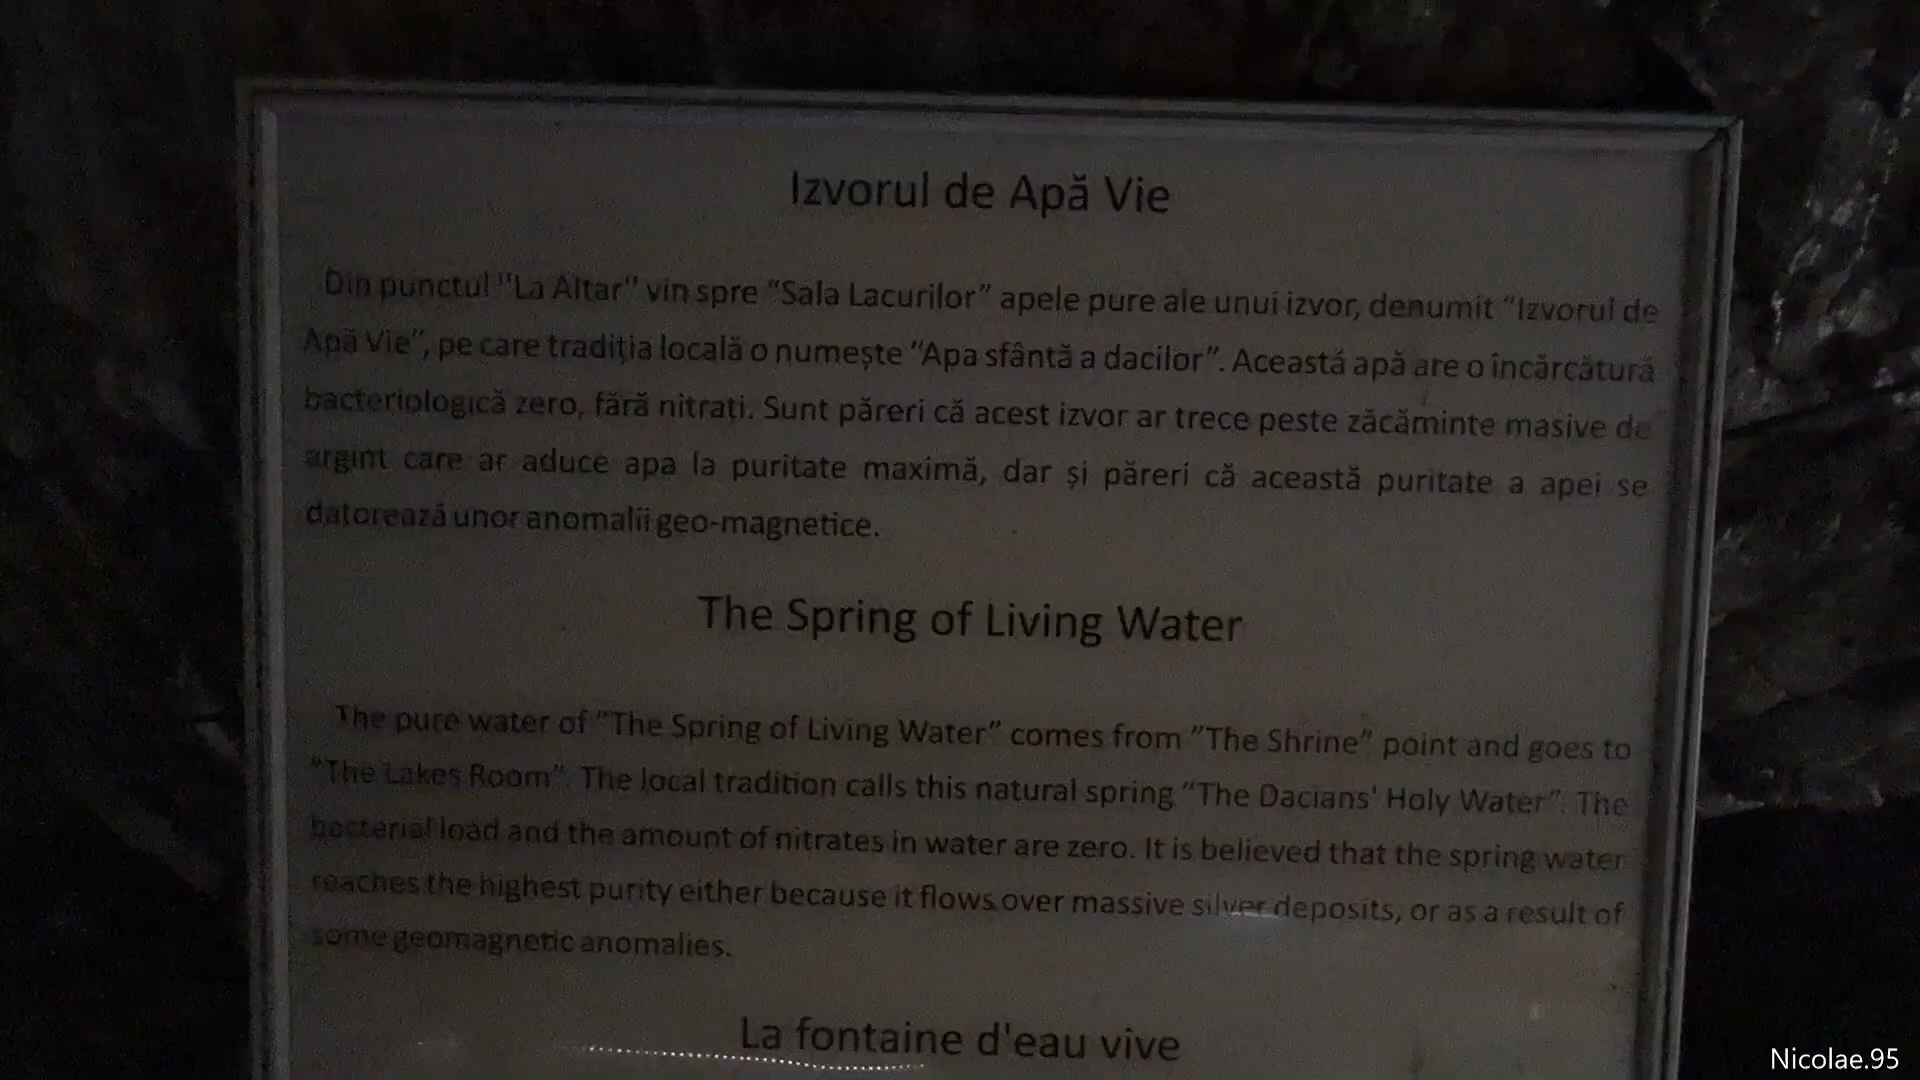 Izvorul de Apă Vie
Din punctul "La Altar" vin spre “Sala Lacurilor” apele pure ale unui izvor, denumit “Izvorul de
Apă Vie”, pe care tradiția locală o numește “Apa sfântă a dacilor”. Această apă are o încărcătură
bacteriologică zero, fără nitrați. Sunt păreri că acest izvor ar trece peste zăcăminte masive de
argint care ar aduce apa la puritate maximă, dar și păreri că această puritate a apei se
datorează unor anomalii geo-magnetice.
The Spring of Living Water
The pure water of “The Spring of Living Water” comes from “The Shrine” point and goes to
“The Lakes Room”. The local tradition calls this natural spring “The Dacians' Holy Water”. The
bacterial load and the amount of nitrates in water are zero. It is believed that the spring water
reaches the highest purity either because it flows over massive silver deposits, or as a result of
some geomagnetic anomalies.
La fontaine d'eau vive
Nicolae.95